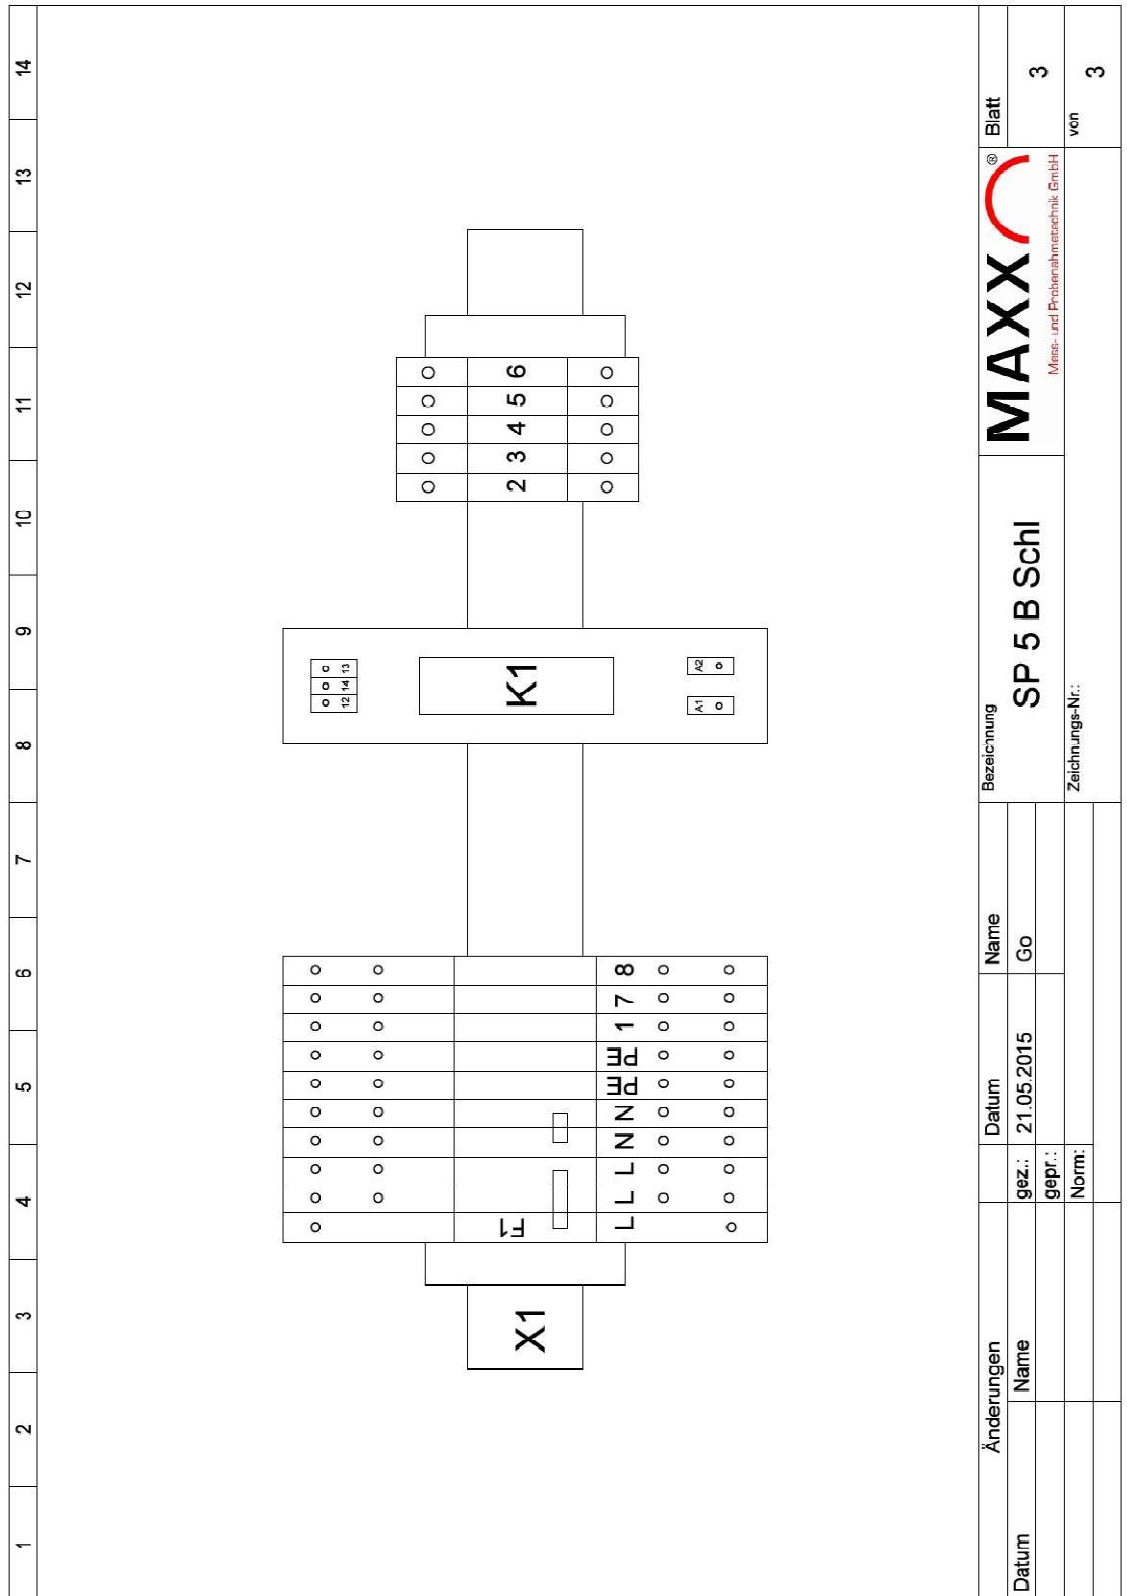 1 2 3 4 5 6 7 8 9 10 11 12 13 14
X1
F1
L L L N N PE PE 1 7 8
12 14 13
K1
A1 A2
2 3 4 5 6
Änderungen
Datum Name
Datum Name
gez.: 21.05.2015 Go
gepr.:
Norm:
Bezeichnung
SP 5 B Schl
Zeichnungs-Nr.:
MAXX®
Mess- und Probenahmetechnik GmbH
Blatt
3
von
3